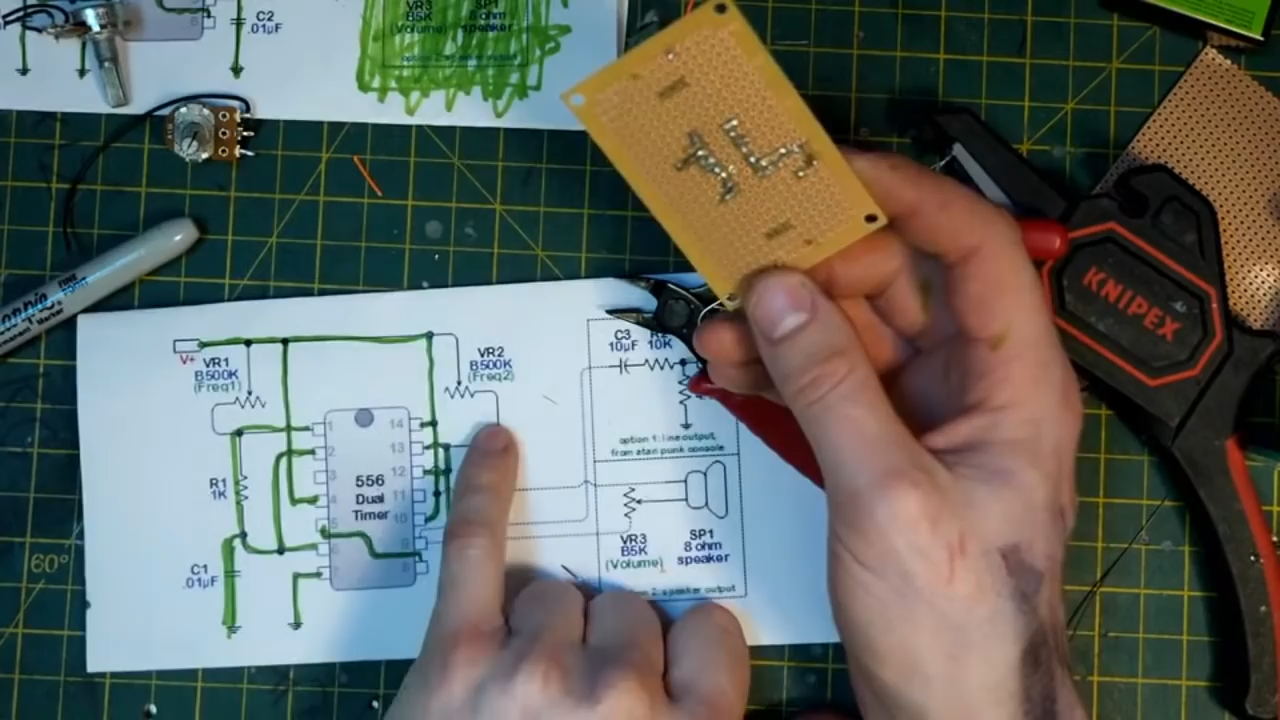 C2
.01µF
VR3
B5K
(Volume)
SP1
8 ohm
speaker
V+
VR1
B500K
(Freq1)
VR2
B500K
(Freq2)
C3
10µF
10K
1
2
3
4
5
6
7
14
13
12
11
10
9
8
556
Dual
Timer
R1
1K
C1
.01µF
option 1: line output,
from atari punk console
VR3
B5K
(Volume)
SP1
8 ohm
speaker
2: speaker output
KNIPEX
60°